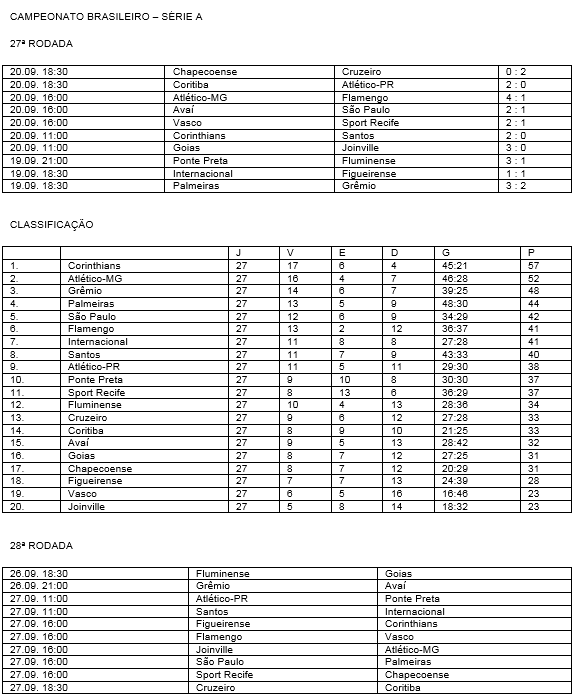 CAMPEONATO BRASILEIRO – SÉRIE A
27ª RODADA
20.09. 18:30 Chapecoense Cruzeiro 0 : 2
20.09. 18:30 Coritiba Atlético-PR 2 : 0
20.09. 16:00 Atlético-MG Flamengo 4 : 1
20.09. 16:00 Avaí São Paulo 2 : 1
20.09. 16:00 Vasco Sport Recife 2 : 1
20.09. 11:00 Corinthians Santos 2 : 0
20.09. 11:00 Goias Joinville 3 : 0
19.09. 21:00 Ponte Preta Fluminense 3 : 1
19.09. 18:30 Internacional Figueirense 1 : 1
19.09. 18:30 Palmeiras Grêmio 3 : 2
CLASSIFICAÇÃO
J V E D G P
1. Corinthians 27 17 6 4 45:21 57
2. Atlético-MG 27 16 4 7 46:28 52
3. Grêmio 27 14 6 7 39:25 48
4. Palmeiras 27 13 5 9 48:30 44
5. São Paulo 27 12 6 9 34:29 42
6. Flamengo 27 13 2 12 36:37 41
7. Internacional 27 11 8 8 27:28 41
8. Santos 27 11 7 9 43:33 40
9. Atlético-PR 27 11 5 11 29:30 38
10. Ponte Preta 27 9 10 8 30:30 37
11. Sport Recife 27 8 13 6 36:29 37
12. Fluminense 27 10 4 13 28:36 34
13. Cruzeiro 27 9 6 12 27:28 33
14. Coritiba 27 8 9 10 21:25 33
15. Avaí 27 9 5 13 28:42 32
16. Goias 27 8 7 12 27:25 31
17. Chapecoense 27 8 7 12 20:29 31
18. Figueirense 27 7 7 13 24:39 28
19. Vasco 27 6 5 16 16:46 23
20. Joinville 27 5 8 14 18:32 23
28ª RODADA
26.09. 18:30 Fluminense Goias
26.09. 21:00 Grêmio Avaí
27.09. 11:00 Atlético-PR Ponte Preta
27.09. 11:00 Santos Internacional
27.09. 16:00 Figueirense Corinthians
27.09. 16:00 Flamengo Vasco
27.09. 16:00 Joinville Atlético-MG
27.09. 16:00 São Paulo Palmeiras
27.09. 16:00 Sport Recife Chapecoense
27.09. 18:30 Cruzeiro Coritiba